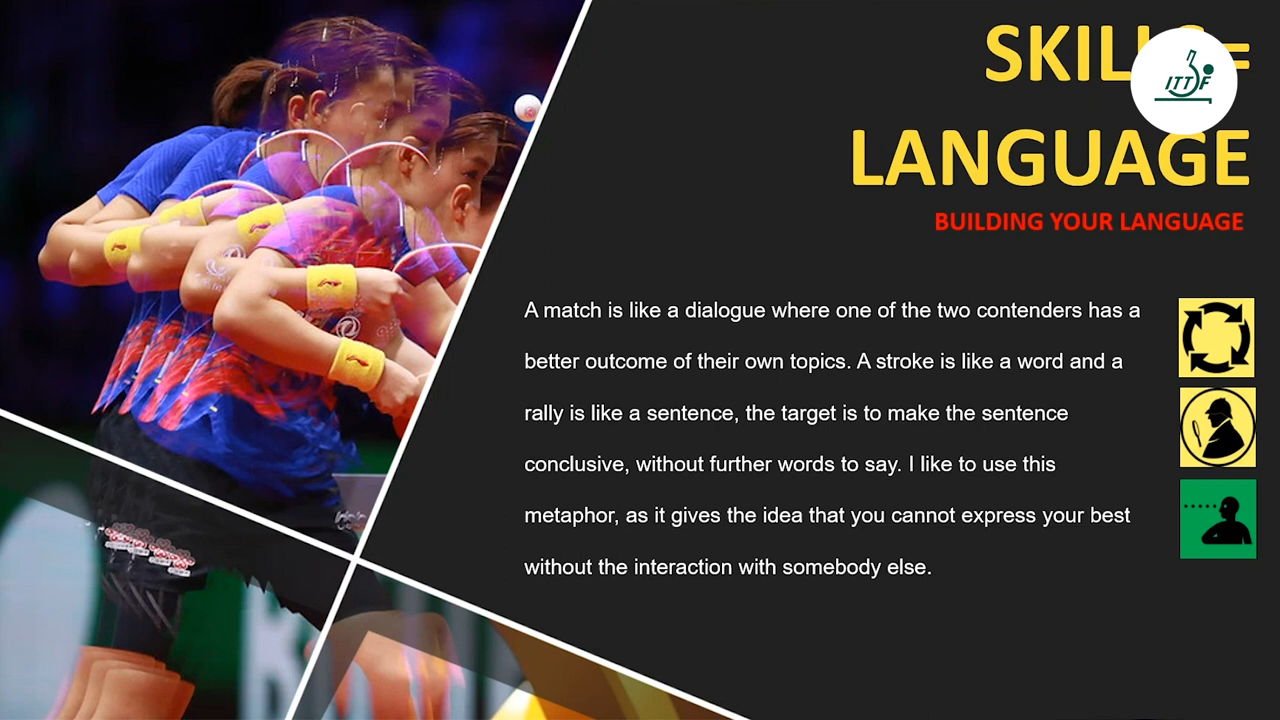 SKILLS =
ITTF
LANGUAGE
BUILDING YOUR LANGUAGE
A match is like a dialogue where one of the two contenders has a
better outcome of their own topics. A stroke is like a word and a
rally is like a sentence, the target is to make the sentence
conclusive, without further words to say. I like to use this
metaphor, as it gives the idea that you cannot express your best
without the interaction with somebody else.